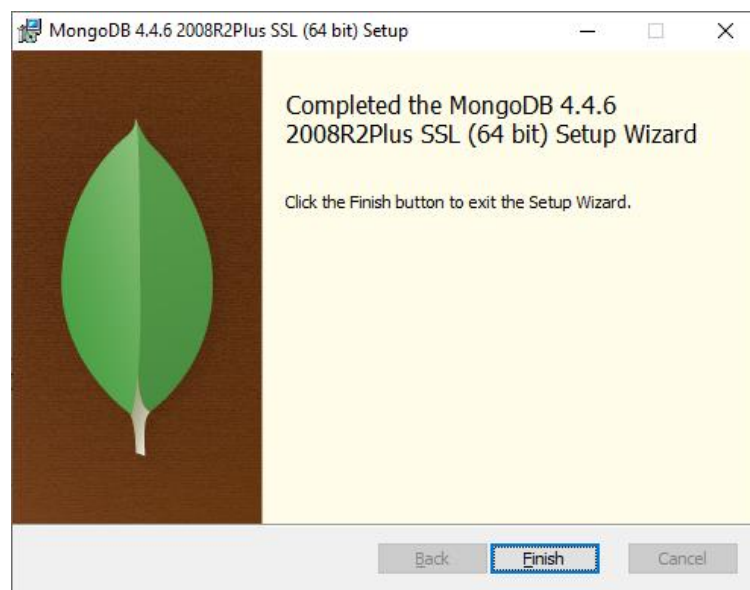 MongoDB 4.4.6 2008R2Plus SSL (64 bit) Setup
Completed the MongoDB 4.4.6
2008R2Plus SSL (64 bit) Setup Wizard
Click the Finish button to exit the Setup Wizard.
Back Finish Cancel